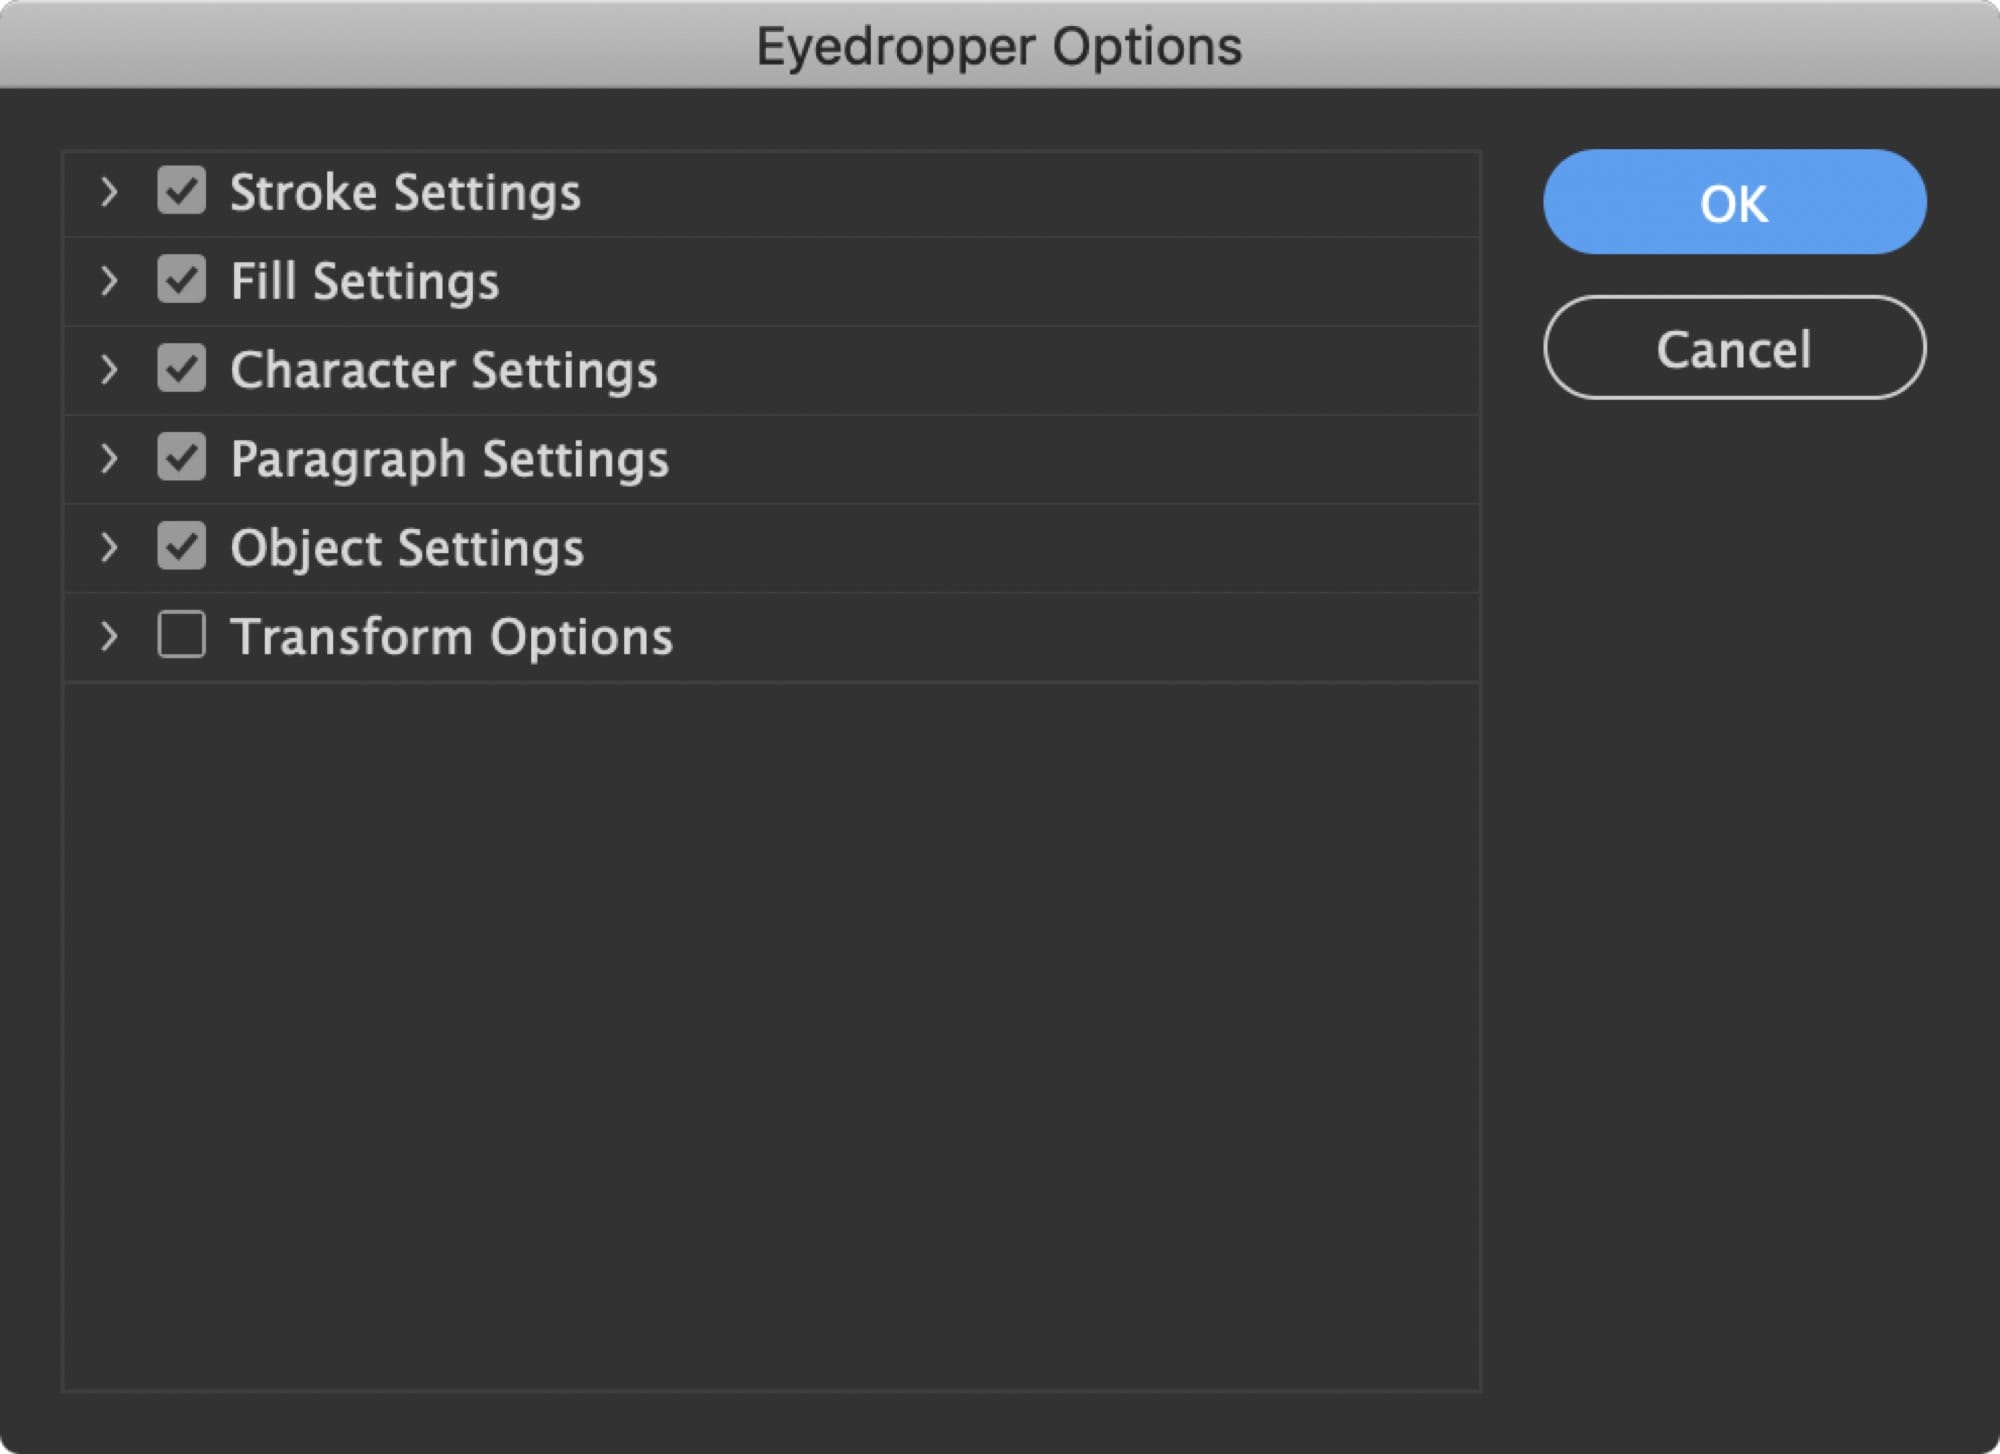 Eyedropper Options
Stroke Settings
Fill Settings
Character Settings
Paragraph Settings
Object Settings
Transform Options
OK
Cancel